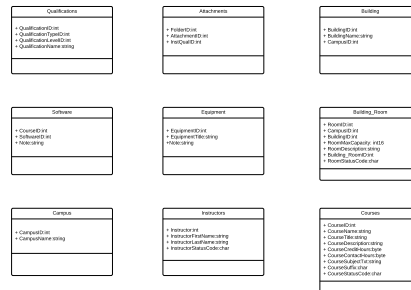 Qualifications
+ QualificationID:int
+ QualificationTypeID:int
+ QualificationLevelID:int
+ QualificationName:string
Attachments
+ FolderID:int
+ AttachmentID:int
+ InstQualID:int
Building
+ BuildingID:int
+ BuildingName:string
+ CampusID:int
Software
+ CourseID:int
+ SoftwareID:int
+ Note:string
Equipment
+ EquipmentID:int
+ EquipmentTitle:string
+Note:string
Building_Room
+ RoomID:int
+ CampusID:int
+ BuildingID:int
+ RoomMaxCapacity: int16
+ RoomDescription:string
+ Building_RoomID:int
+ RoomStatusCode:char
Campus
+ CampusID:int
+ CampusName:string
Instructors
+ Instructor:int
+ InstructorFirstName:string
+ InstructorLastName:string
+ InstructorStatusCode:char
Courses
+ CourseID:int
+ CourseName:string
+ CourseTitle:string
+ CourseDescription:string
+ CourseCreditHours:byte
+ CourseContactHours:byte
+ CourseSubjectTxt:string
+ CourseSuffix:char
+ CourseStatusCode:char